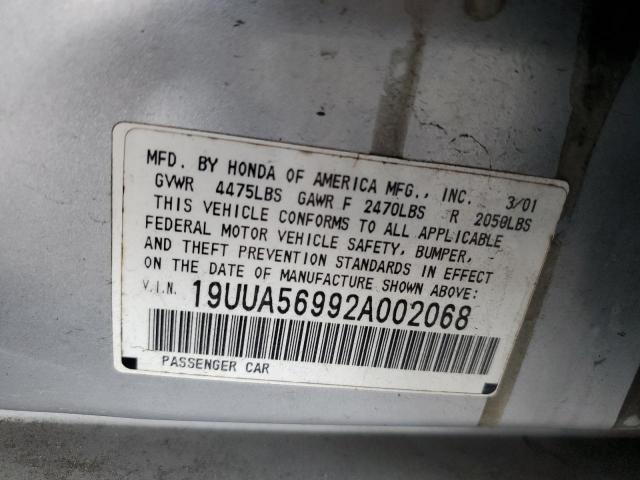 MFD. BY HONDA OF AMERICA MFG., INC. 3/01
GVWR 4475LBS GAWR F 2470LBS R 2050LBS
THIS VEHICLE CONFORMS TO ALL APPLICABLE
FEDERAL MOTOR VEHICLE SAFETY, BUMPER,
AND THEFT PREVENTION STANDARDS IN EFFECT
ON THE DATE OF MANUFACTURE SHOWN ABOVE:
V.I.N. 19UUA56992A002068
PASSENGER CAR